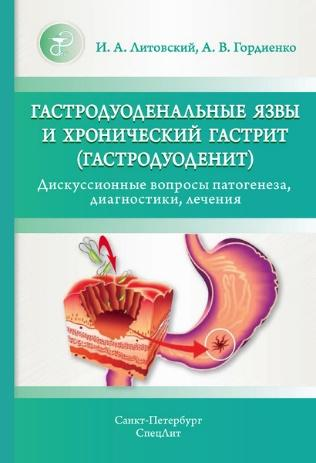 И. А. Литовский, А. В. Гордиенко
ГАСТРОДУОДЕНАЛЬНЫЕ ЯЗВЫ
И ХРОНИЧЕСКИЙ ГАСТРИТ
(ГАСТРОДУОДЕНИТ)
Дискуссионные вопросы патогенеза,
диагностики, лечения
Санкт-Петербург
СпецЛит